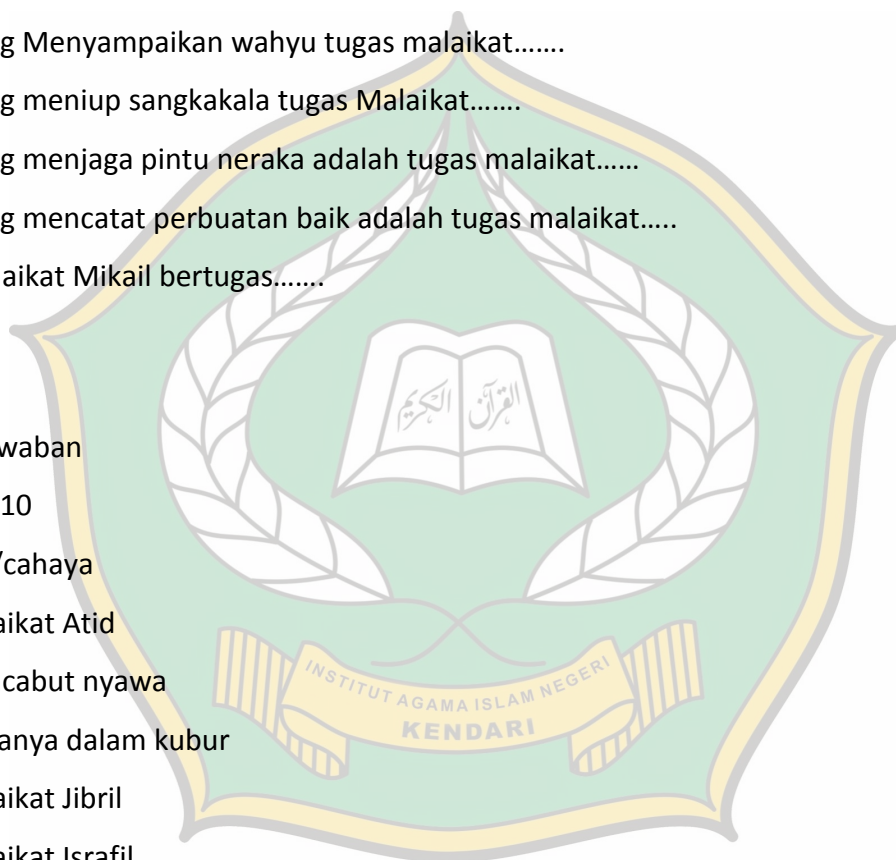 g Menyampaikan wahyu tugas malaikat…….
g meniup sangkakala tugas Malaikat…….
g menjaga pintu neraka adalah tugas malaikat……
g mencatat perbuatan baik adalah tugas malaikat…..
aikat Mikail bertugas…….
القرآن الكريم
waban
10
/cahaya
aikat Atid
cabut nyawa
anya dalam kubur
aikat Jibril
aikat Israfil
INSTITUT AGAMA ISLAM NEGERI
KENDARI